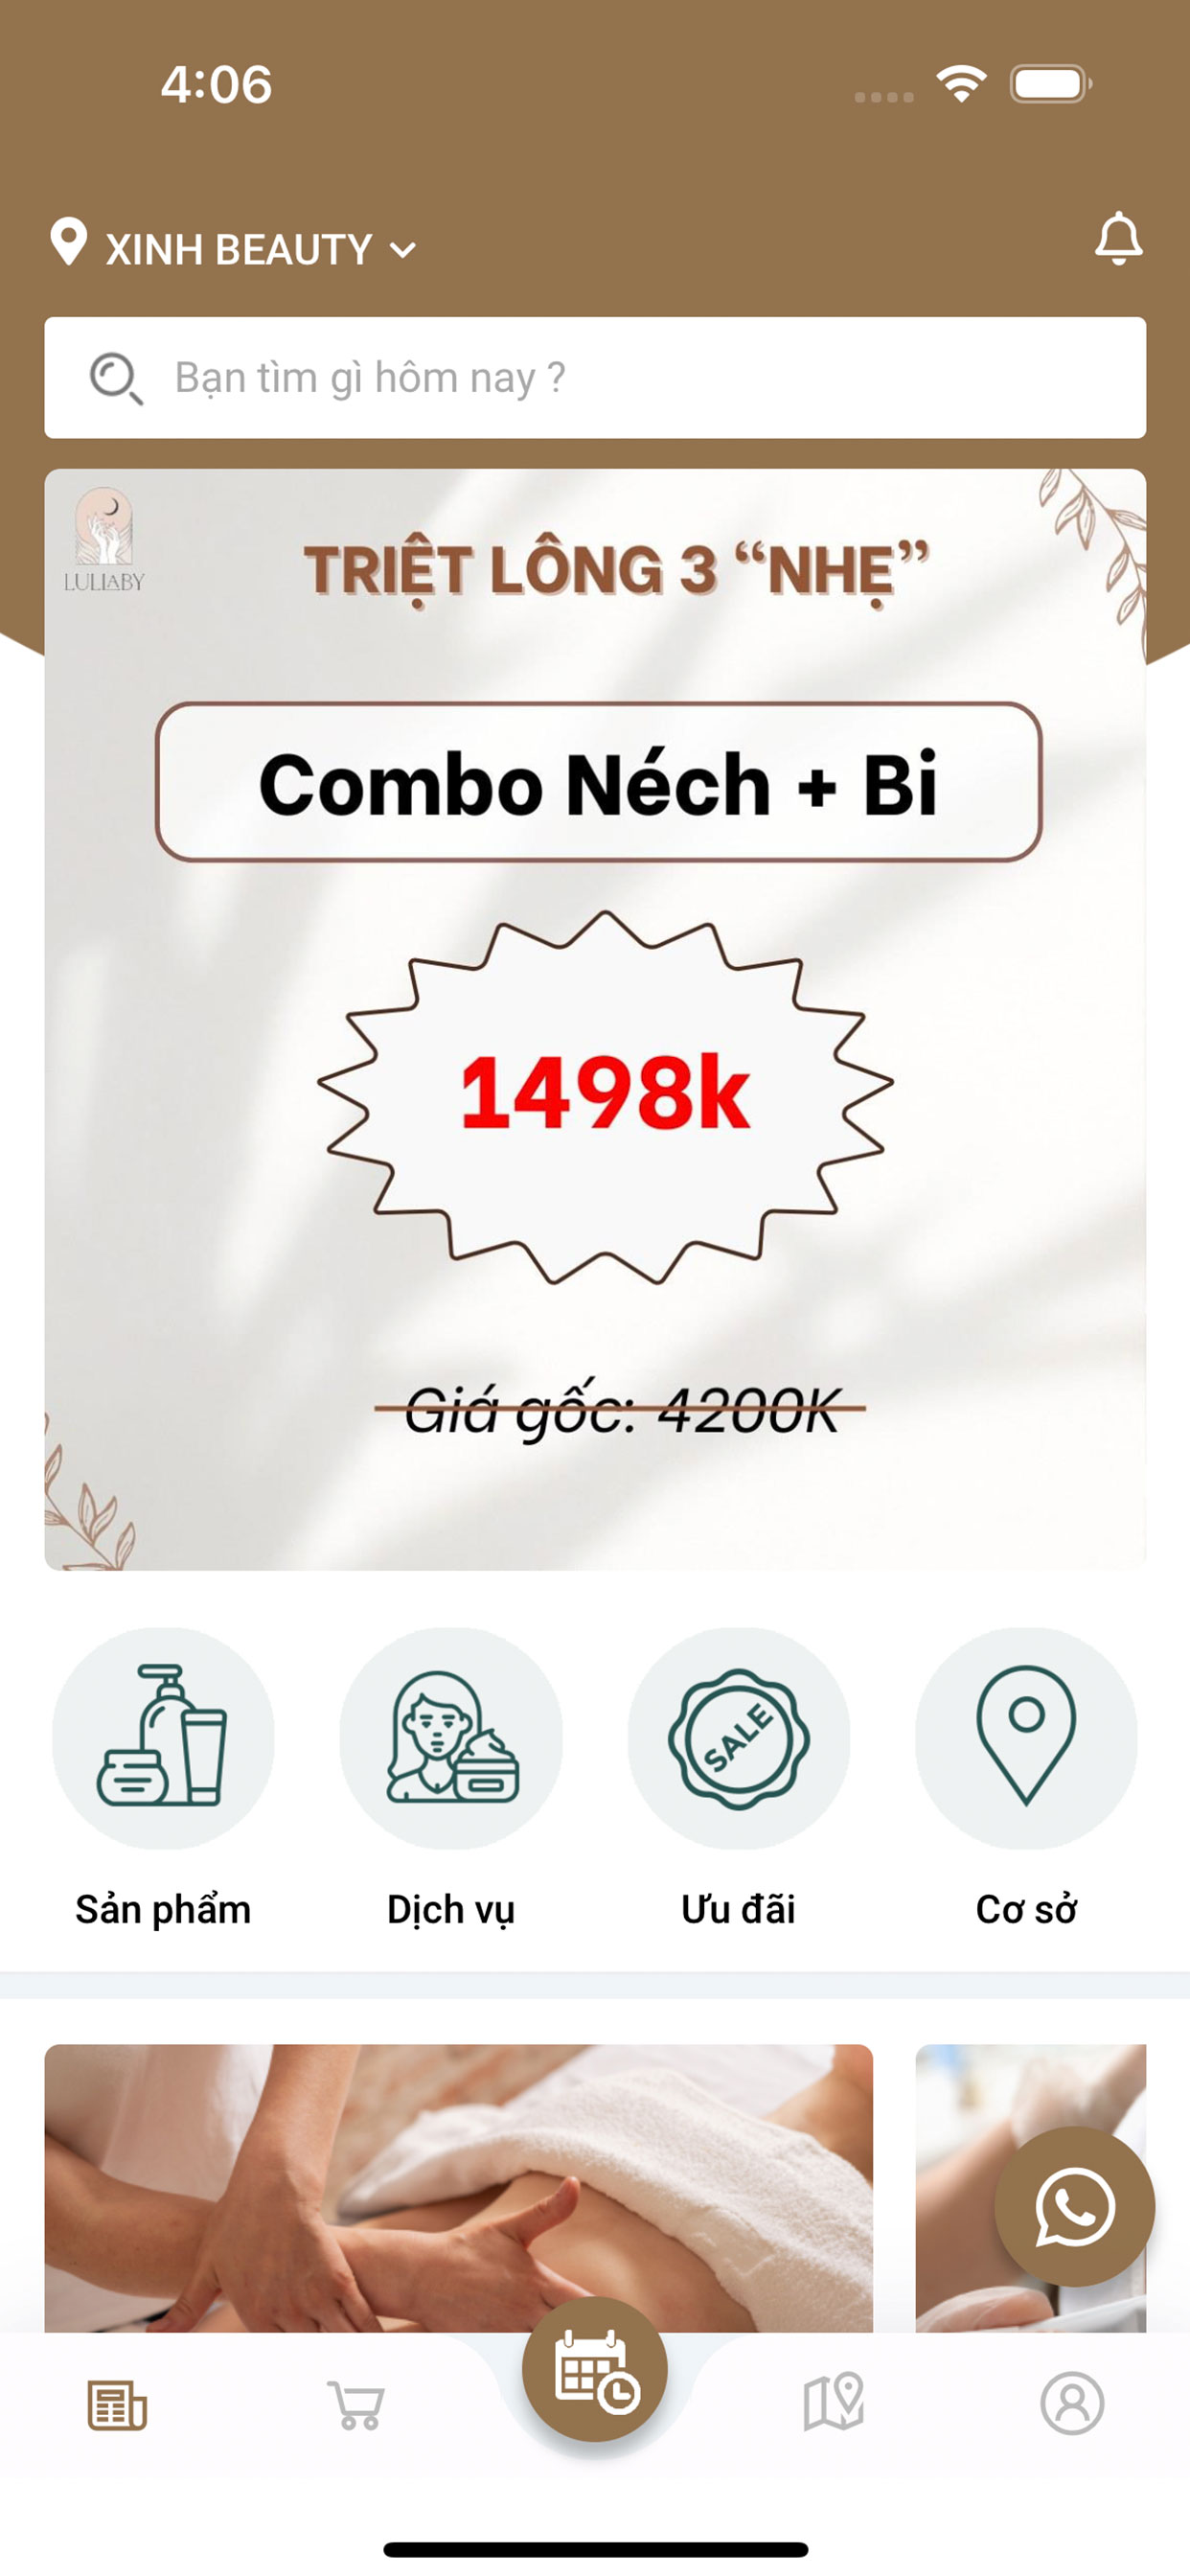 4:06
XINH BEAUTY
Bạn tìm gì hôm nay ?
LULLABY
TRIỆT LÔNG 3 “NHẸ”
Combo Néch + Bi
1498k
Giá gốc: 4200K
SALE
Sản phẩm
Dịch vụ
Ưu đãi
Cơ sở